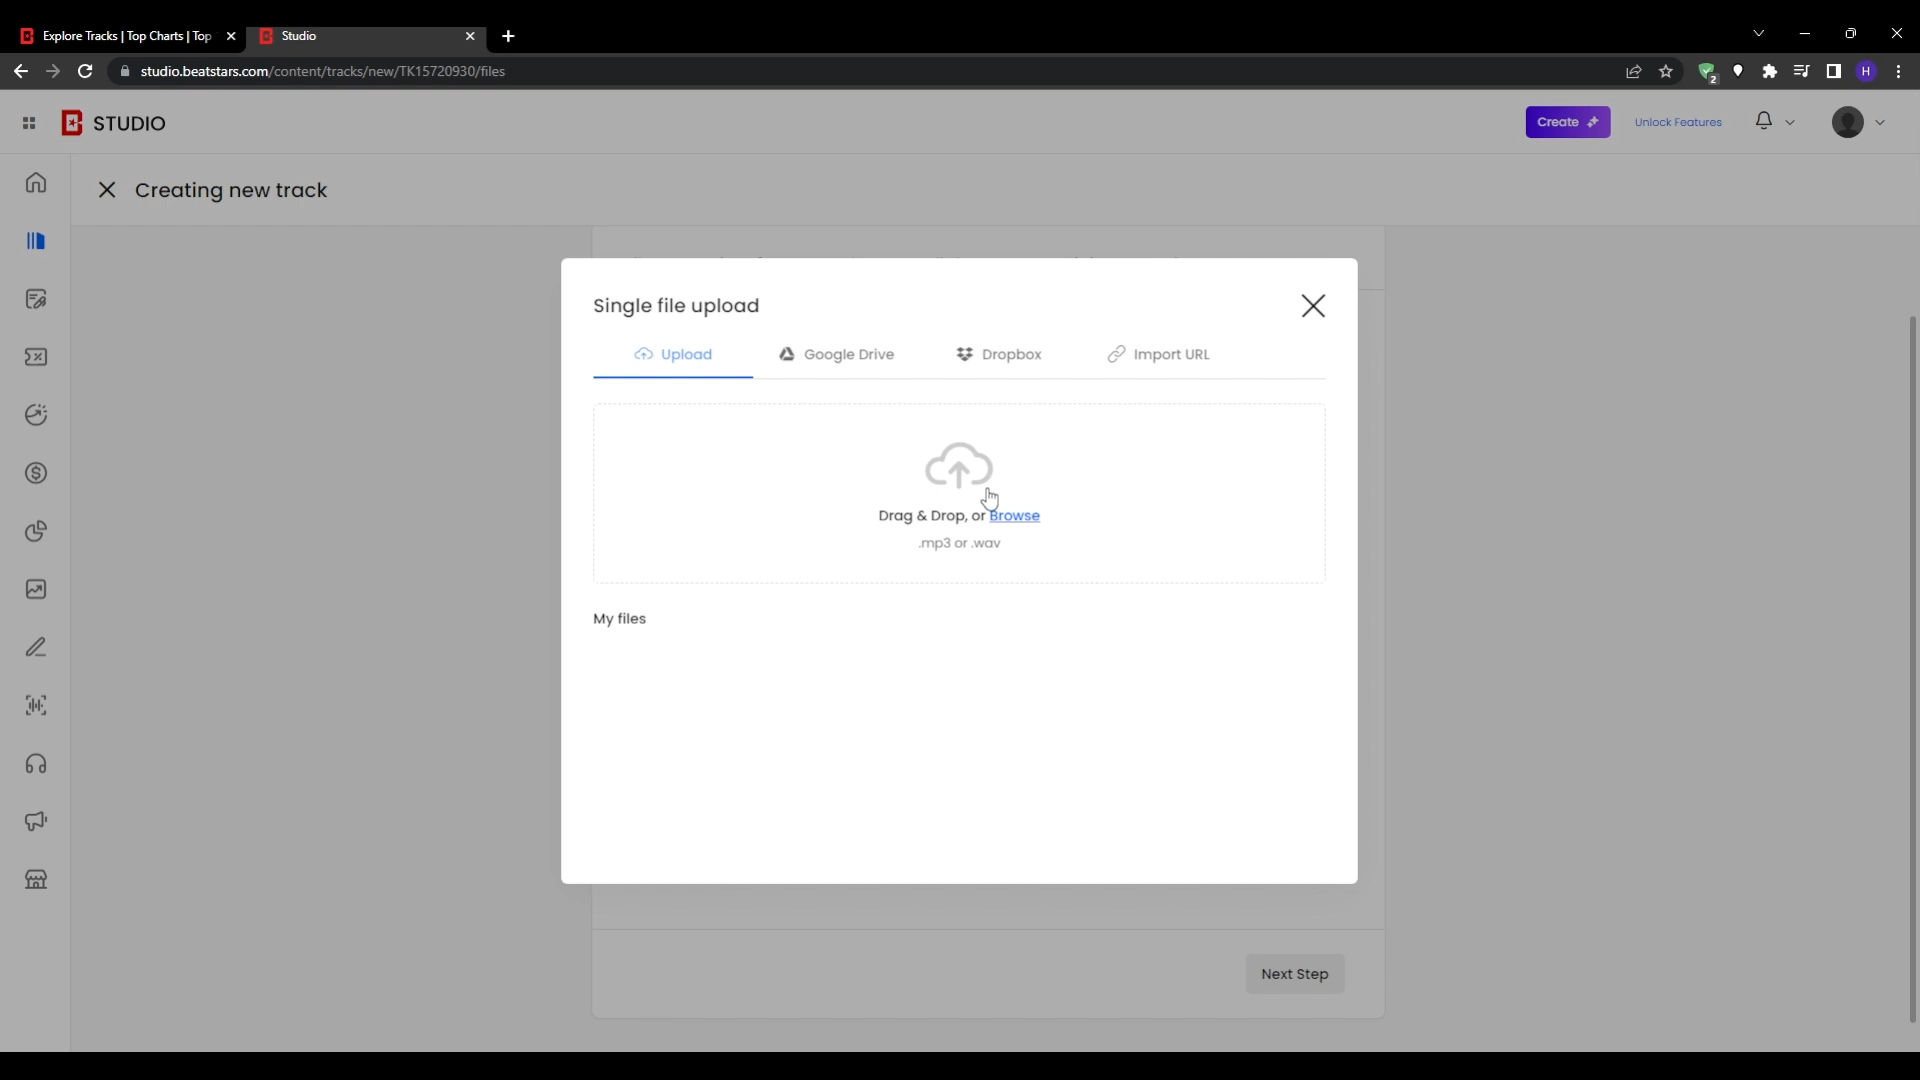 Explore Tracks | Top Charts | Top
Studio
studio.beatstars.com/content/tracks/new/TK15720930/files
2
H
STUDIO
Create
Unlock Features
Creating new track
Single file upload
Upload
Google Drive
Dropbox
Import URL
Drag & Drop, or Browse
.mp3 or .wav
My files
Next Step